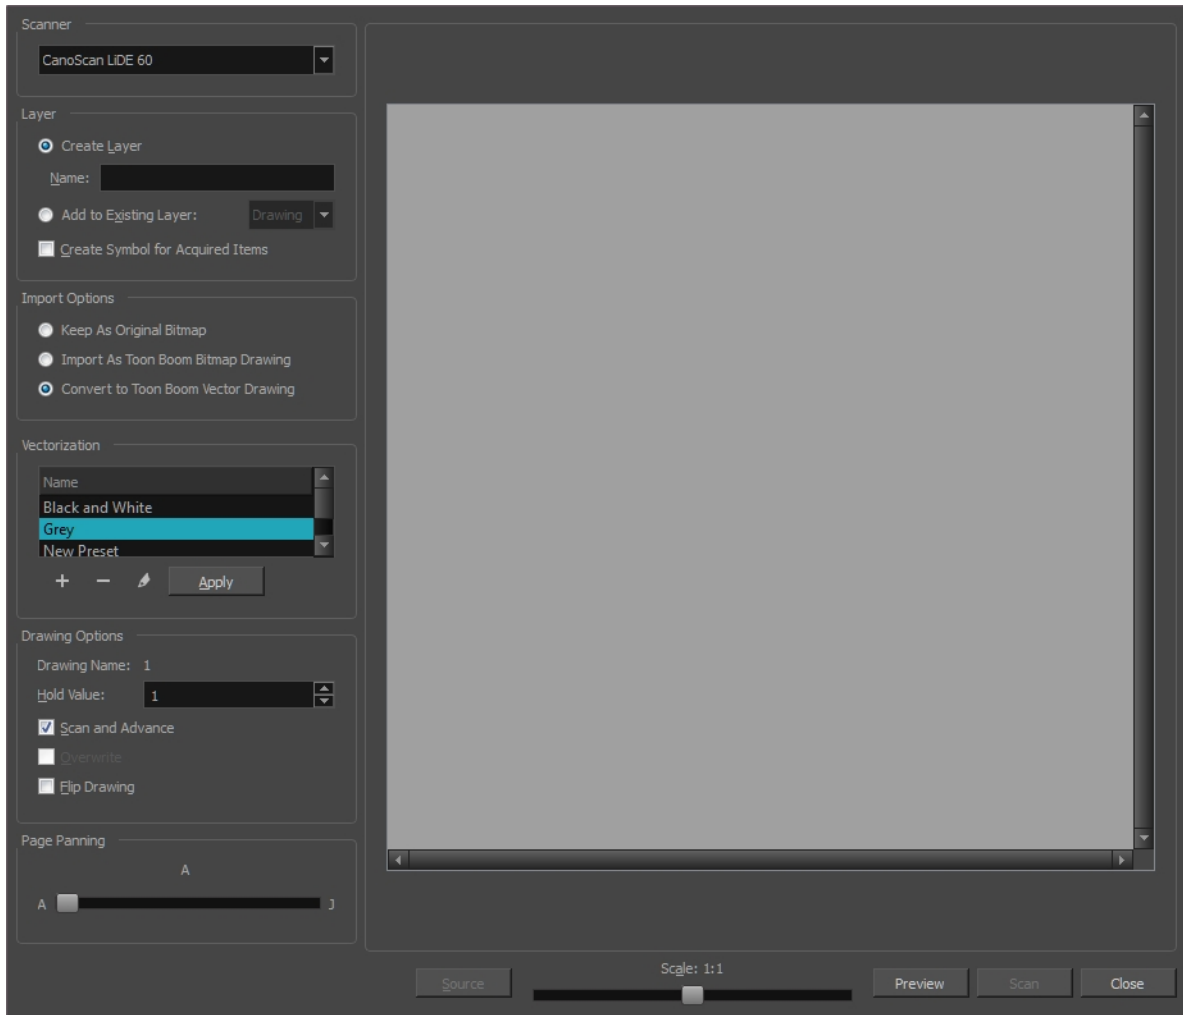 Scanner
CanoScan LiDE 60
Layer
Create Layer
Name:
Add to Existing Layer: Drawing
Create Symbol for Acquired Items
Import Options
Keep As Original Bitmap
Import As Toon Boom Bitmap Drawing
Convert to Toon Boom Vector Drawing
Vectorization
Name
Black and White
Grey
New Preset
Apply
Drawing Options
Drawing Name: 1
Hold Value: 1
Scan and Advance
Overwrite
Flip Drawing
Page Panning
A
A J
Source Scale: 1:1 Preview Scan Close